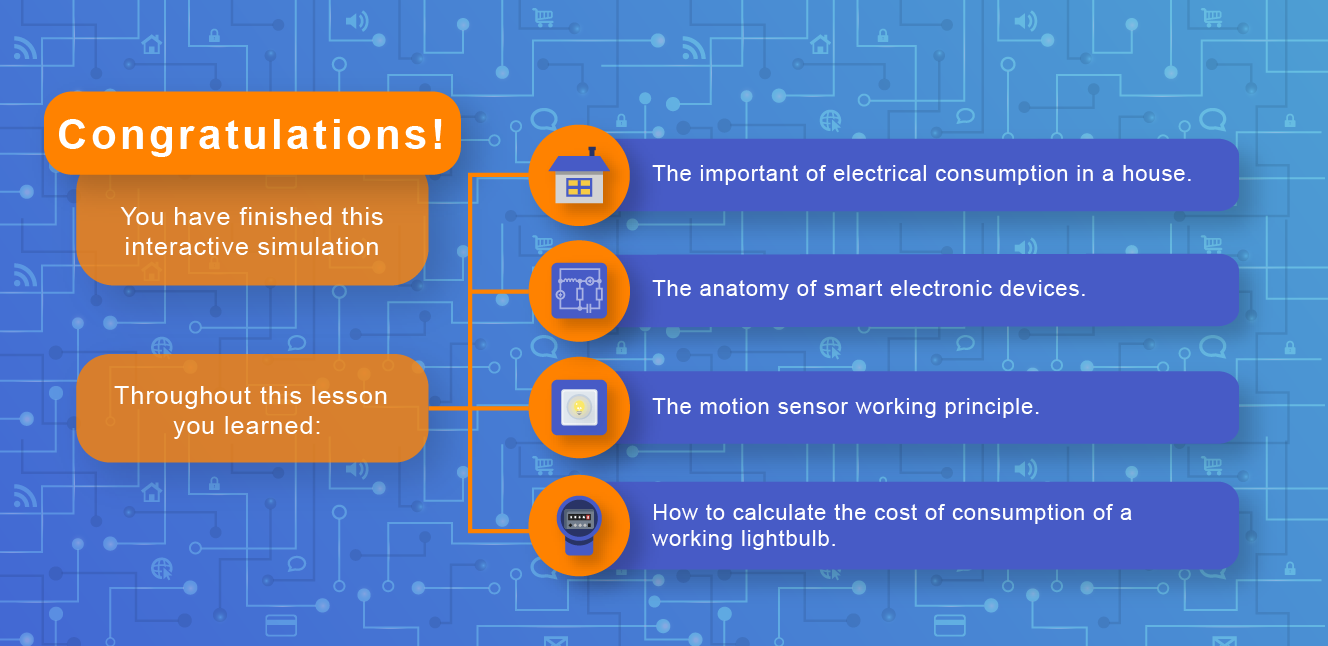 Congratulations!
You have finished this
interactive simulation
Throughout this lesson
you learned:
The important of electrical consumption in a house.
The anatomy of smart electronic devices.
The motion sensor working principle.
How to calculate the cost of consumption of a
working lightbulb.